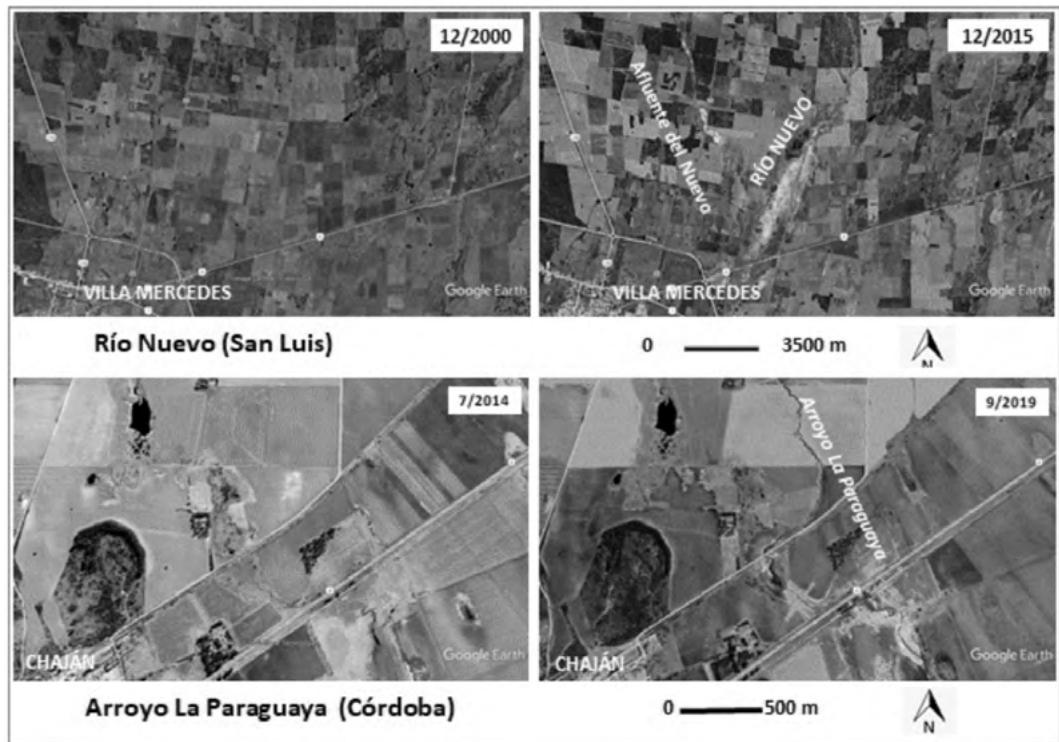 12/2000
VILLA MERCEDES
Google Earth
12/2015
Afluente del Nuevo
RÍO NUEVO
VILLA MERCEDES
Google Earth
Río Nuevo (San Luis)
0 3500 m
N
7/2014
CHAJÁN
Google Earth
9/2019
Arroyo La Paraguaya
CHAJÁN
Google Earth
Arroyo La Paraguaya (Córdoba)
0 500 m
N